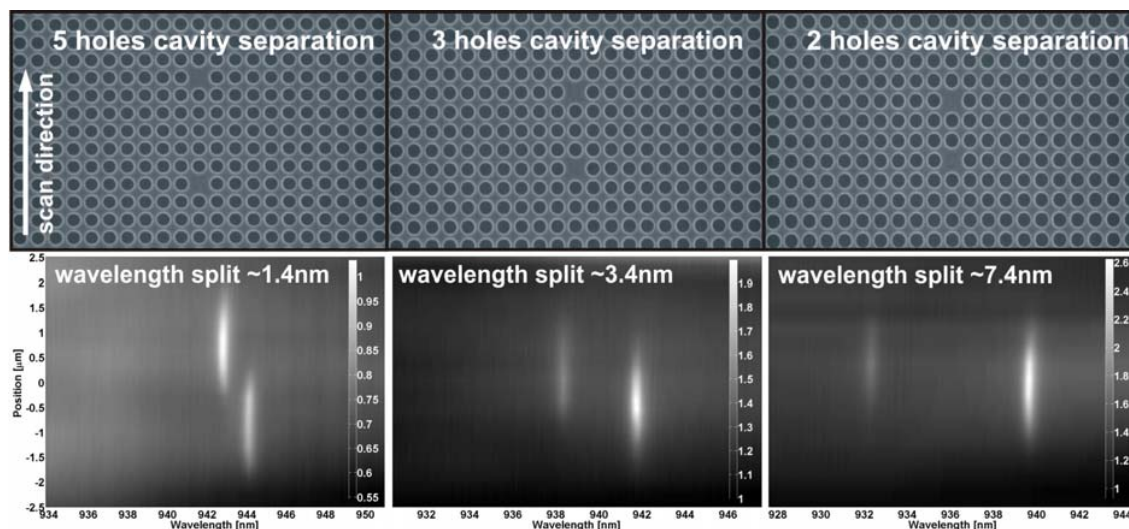 5 holes cavity separation
3 holes cavity separation
2 holes cavity separation
scan direction
wavelength split ~1.4nm
wavelength split ~3.4nm
wavelength split ~7.4nm
Position [μm]
2.5
2
1.5
1
0.5
0
-0.5
-1
-1.5
-2
-2.5
1
0.95
0.9
0.85
0.8
0.75
0.7
0.65
0.6
0.55
934 936 938 940 942 944 946 948 950
Wavelength [nm]
1.9
1.8
1.7
1.6
1.5
1.4
1.3
1.2
1.1
1
932 934 936 938 940 942 944 946
Wavelength [nm]
2.6
2.4
2.2
2
1.8
1.6
1.4
1.2
1
928 930 932 934 936 938 940 942 944
Wavelength [nm]